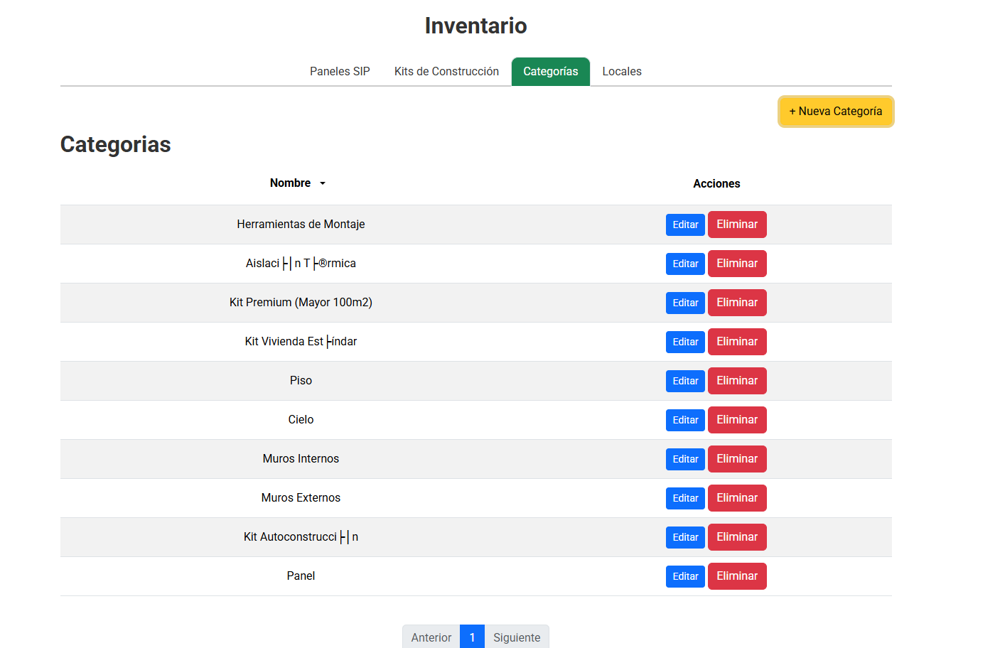 Inventario
Paneles SIP Kits de Construcción Categorías Locales
+ Nueva Categoría
Categorias
Nombre Acciones
Herramientas de Montaje Editar Eliminar
Aislaci├│n T├®rmica Editar Eliminar
Kit Premium (Mayor 100m2) Editar Eliminar
Kit Vivienda Est├índar Editar Eliminar
Piso Editar Eliminar
Cielo Editar Eliminar
Muros Internos Editar Eliminar
Muros Externos Editar Eliminar
Kit Autoconstrucci├│n Editar Eliminar
Panel Editar Eliminar
Anterior 1 Siguiente